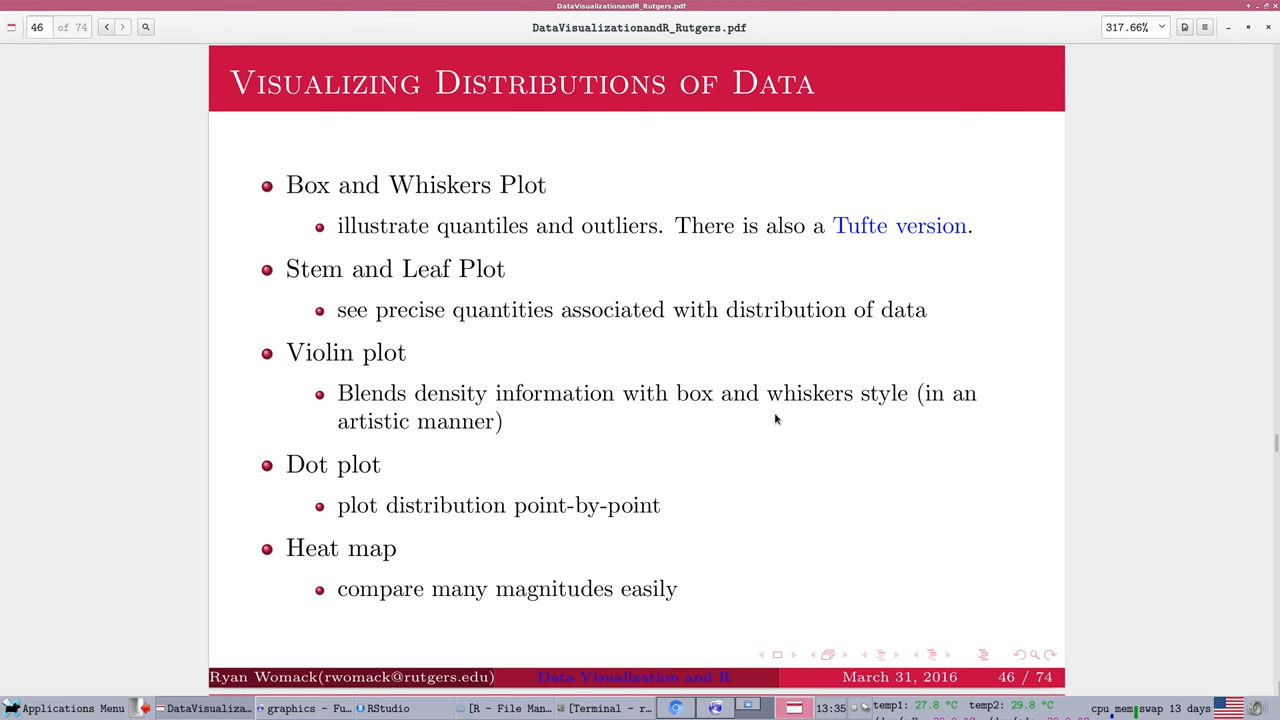 DataVisualizationandR_Rutgers.pdf
46 of 74
DataVisualizationandR_Rutgers.pdf
317.66%
Visualizing Distributions of Data
Box and Whiskers Plot
illustrate quantiles and outliers. There is also a Tufte version.
Stem and Leaf Plot
see precise quantities associated with distribution of data
Violin plot
Blends density information with box and whiskers style (in an
artistic manner)
Dot plot
plot distribution point-by-point
Heat map
compare many magnitudes easily
Ryan Womack(rwomack@rutgers.edu) Data Visualization and R March 31, 2016 46 / 74
Applications Menu DataVisualiza... graphics - Fu... RStudio [R - File Man... [Terminal - r... 13:35 temp1: 27.8 °C temp2: 29.8 °C cpu mem swap 13 days